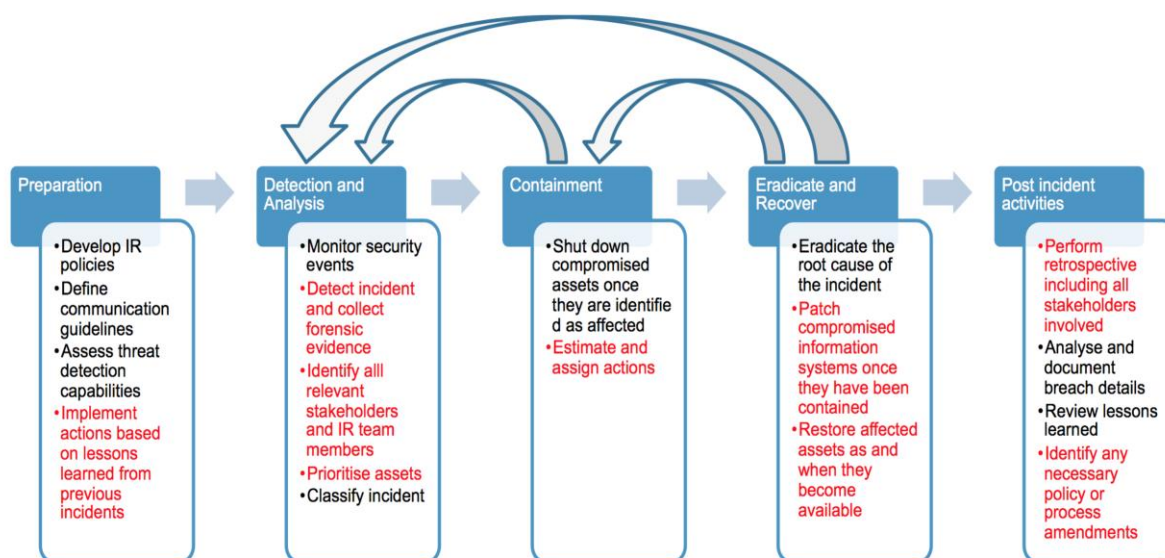 Preparation
•Develop IR
policies
•Define
communication
guidelines
•Assess threat
detection
capabilities
•Implement
actions based
on lessons
learned from
previous
incidents
Detection and
Analysis
•Monitor security
events
•Detect incident
and collect
forensic
evidence
•Identify alll
relevant
stakeholders
and IR team
members
•Prioritise assets
•Classify incident
Containment
•Shut down
compromised
assets once
they are identifie
d as affected
•Estimate and
assign actions
Eradicate and
Recover
•Eradicate the
root cause of
the incident
•Patch
compromised
information
systems once
they have been
contained
•Restore affected
assets as and
when they
become
available
Post incident
activities
•Perform
retrospective
including all
stakeholders
involved
•Analyse and
document
breach details
•Review lessons
learned
•Identify any
necessary
policy or
process
amendments